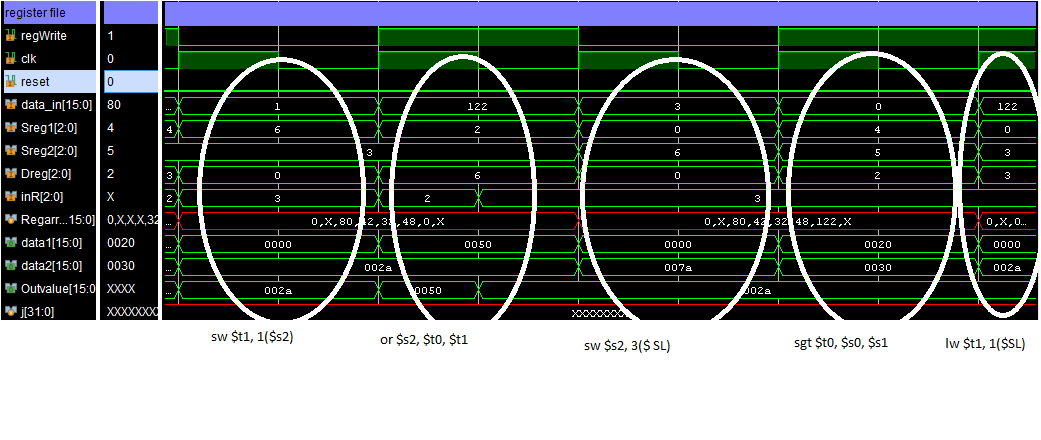 register file
regWrite 1
clk 0
reset 0
data_in[15:0] 80 ... 1 122 3 0 122
Sreg1[2:0] 4 4 6 2 0 4 0
Sreg2[2:0] 5 3 6 5 3
Dreg[2:0] 2 3 0 6 0 2 3
inR[2:0] X 2 3 2 3
Regarr...15:0] 0,X,X,X,32 ... 0,X,80,42,32,48,0,X 0,X,80,42,32,48,122,X 0,X,0...
data1[15:0] 0020 ... 0000 0050 0000 0020 0000
data2[15:0] 0030 ... 002a 007a 0030 002a
Outvalue[15:0 XXXX ... 002a 0050 002a
j[31:0] XXXXXXXX XXXXXXXX
sw $t1, 1($s2) or $s2, $t0, $t1 sw $s2, 3($ SL) sgt $t0, $s0, $s1 lw $t1, 1($SL)